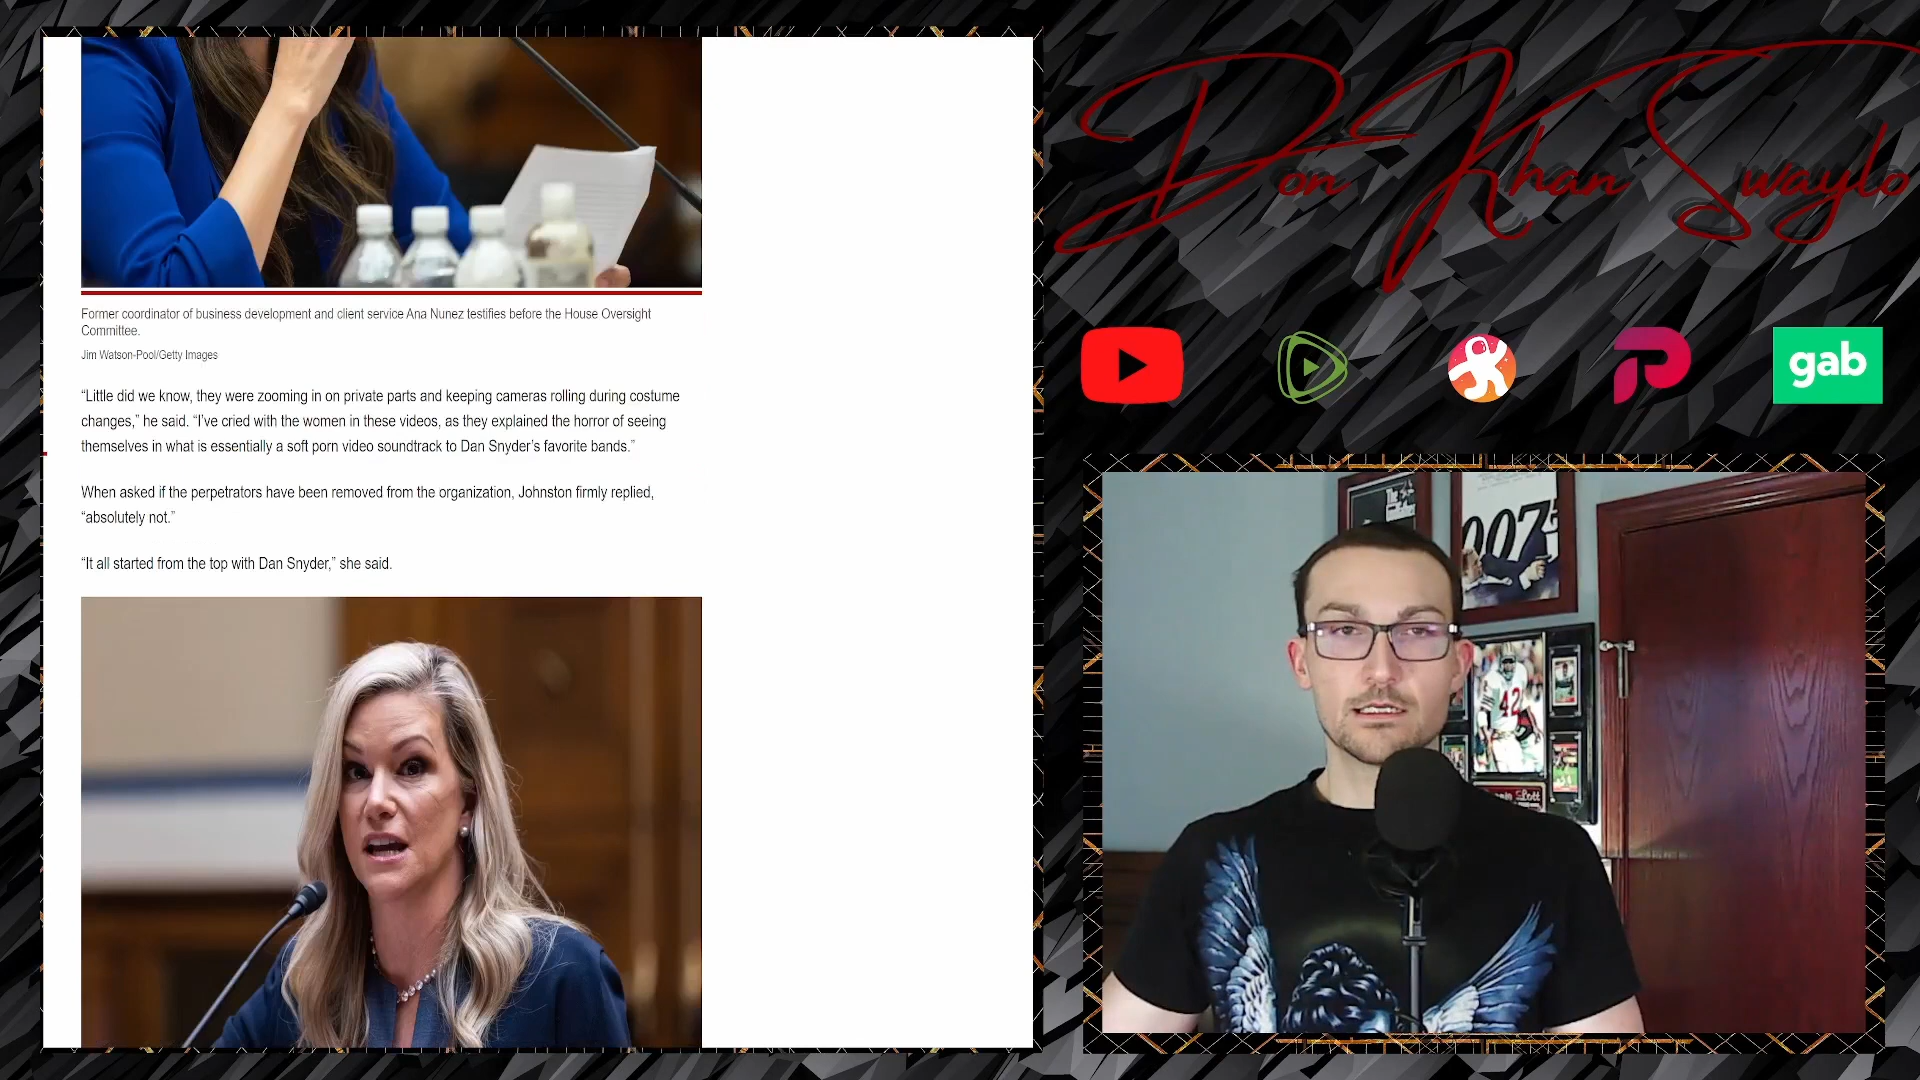 Former coordinator of business development and client service Ana Nunez testifies before the House Oversight
Committee.
Jim Watson-Pool/Getty Images
“Little did we know, they were zooming in on private parts and keeping cameras rolling during costume
changes,” he said. “I’ve cried with the women in these videos, as they explained the horror of seeing
themselves in what is essentially a soft porn video soundtrack to Dan Snyder’s favorite bands.”
When asked if the perpetrators have been removed from the organization, Johnston firmly replied,
“absolutely not.”
“It all started from the top with Dan Snyder,” she said.
Don Khan Swaylo
gab
007
42
Lott